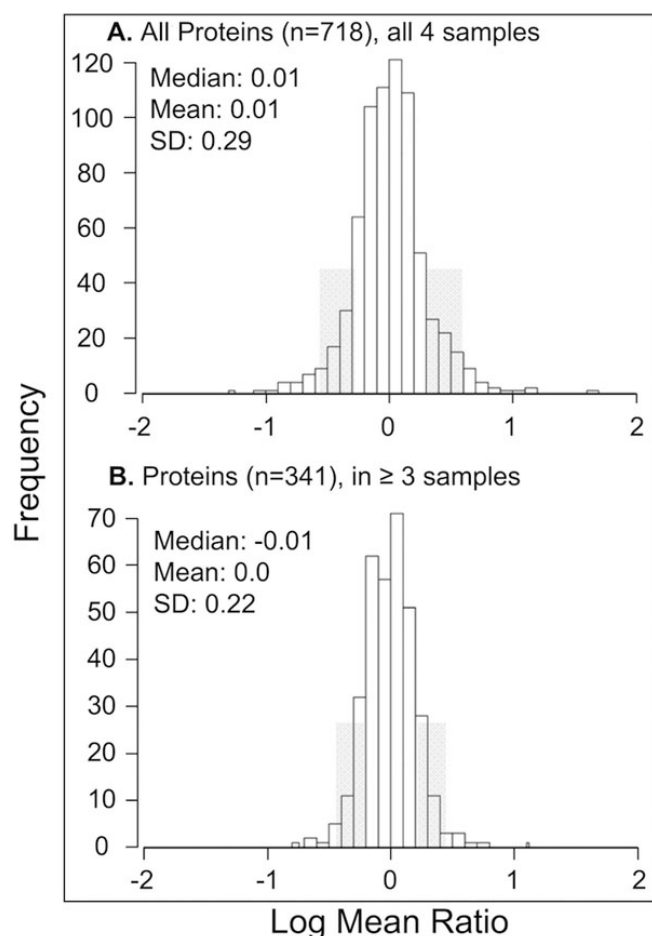 A. All Proteins (n=718), all 4 samples
Median: 0.01
Mean: 0.01
SD: 0.29
120
100
80
60
40
20
0
-2 -1 0 1 2
Frequency
B. Proteins (n=341), in ≥ 3 samples
Median: -0.01
Mean: 0.0
SD: 0.22
70
60
50
40
30
20
10
0
-2 -1 0 1 2
Log Mean Ratio